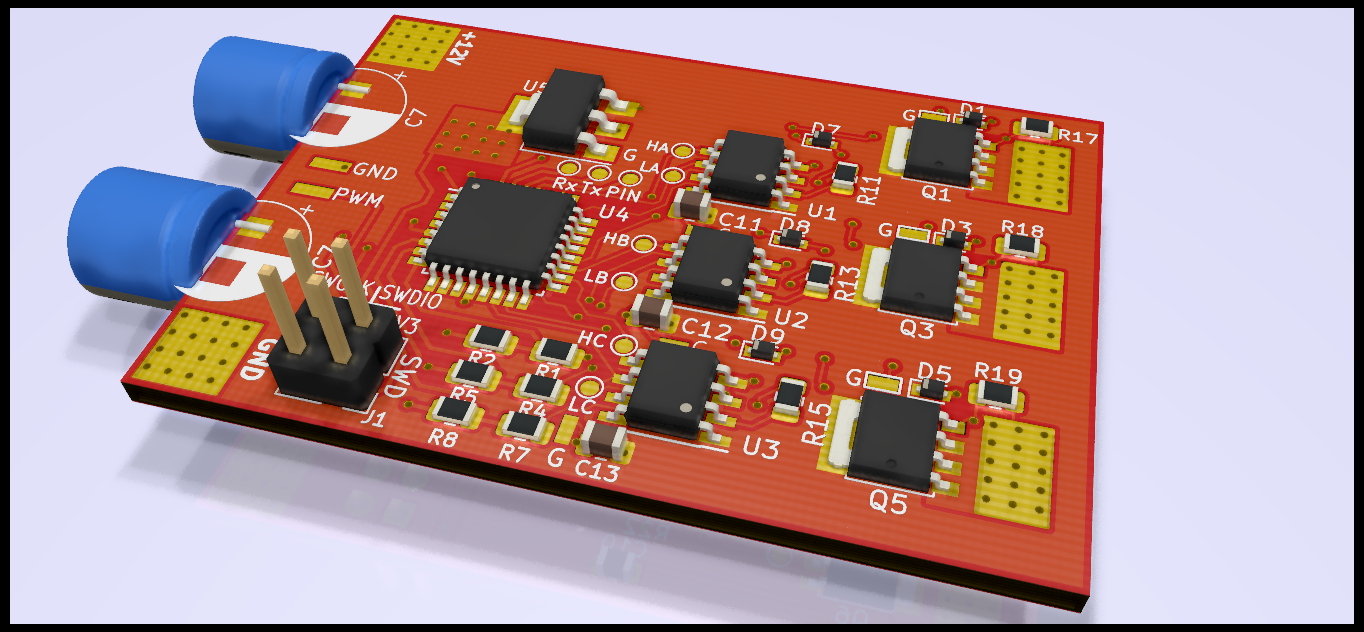 +12V
C7
U5
GND
PWM
G
HA
LA
Rx Tx PIN
U4
HB
LB
HC
LC
C11
U1
D7
R11
D8
R13
C12
U2
D9
R15
U3
C13
G
G
D1
R17
Q1
G
D3
R18
Q3
G
D5
R19
Q5
SWDIO
SWD
GND
J1
R2
R1
R5
R4
R8
R7